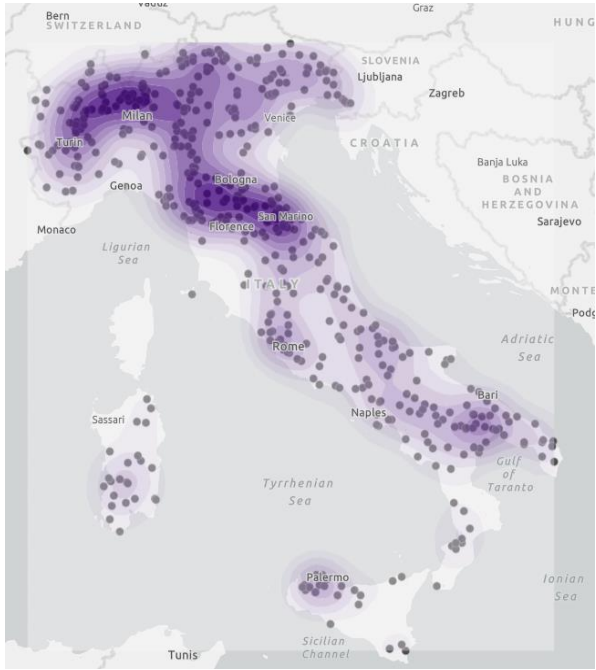 Vaduz
Graz
Bern
SWITZERLAND
HUNG
SLOVENIA
Ljubljana
Zagreb
Milan
Venice
Turin
CROATIA
Banja Luka
BOSNIA
AND
HERZEGOVINA
Bologna
Genoa
San Marino
Sarajevo
Florence
Monaco
Ligurian
Sea
ITALY
MONTE
Podg
Adriatic
Sea
Rome
Bari
Sassari
Naples
Gulf
of
Taranto
Tyrrhenian
Sea
Palermo
Ionian
Sea
Sicilian
Channel
Tunis